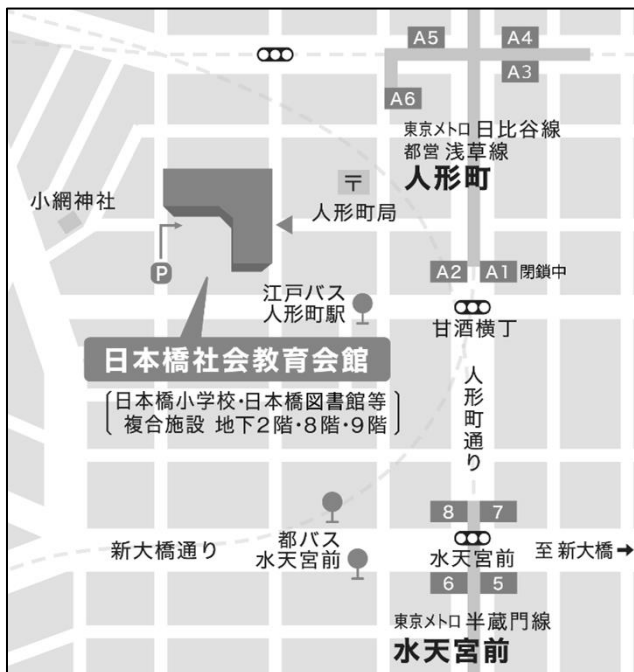 A5
A4
A3
A6
東京メトロ 日比谷線
都営 浅草線
人形町
〒
人形町局
小網神社
P
A2
A1 閉鎖中
江戸バス
人形町駅
甘酒横丁
日本橋社会教育会館
日本橋小学校・日本橋図書館等
複合施設 地下2階・8階・9階
人形町通り
8
7
都バス
水天宮前
新大橋通り
水天宮前
至 新大橋➡
6
5
東京メトロ 半蔵門線
水天宮前